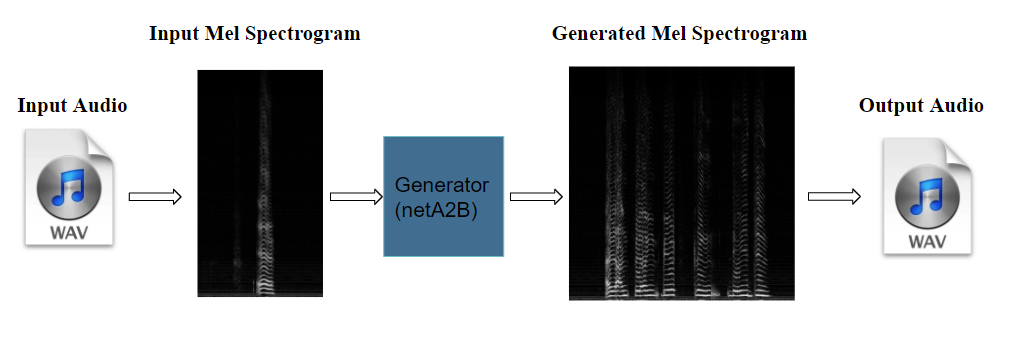 Input Mel Spectrogram
Generated Mel Spectrogram
Input Audio
Output Audio
WAV
Generator
(netA2B)
WAV